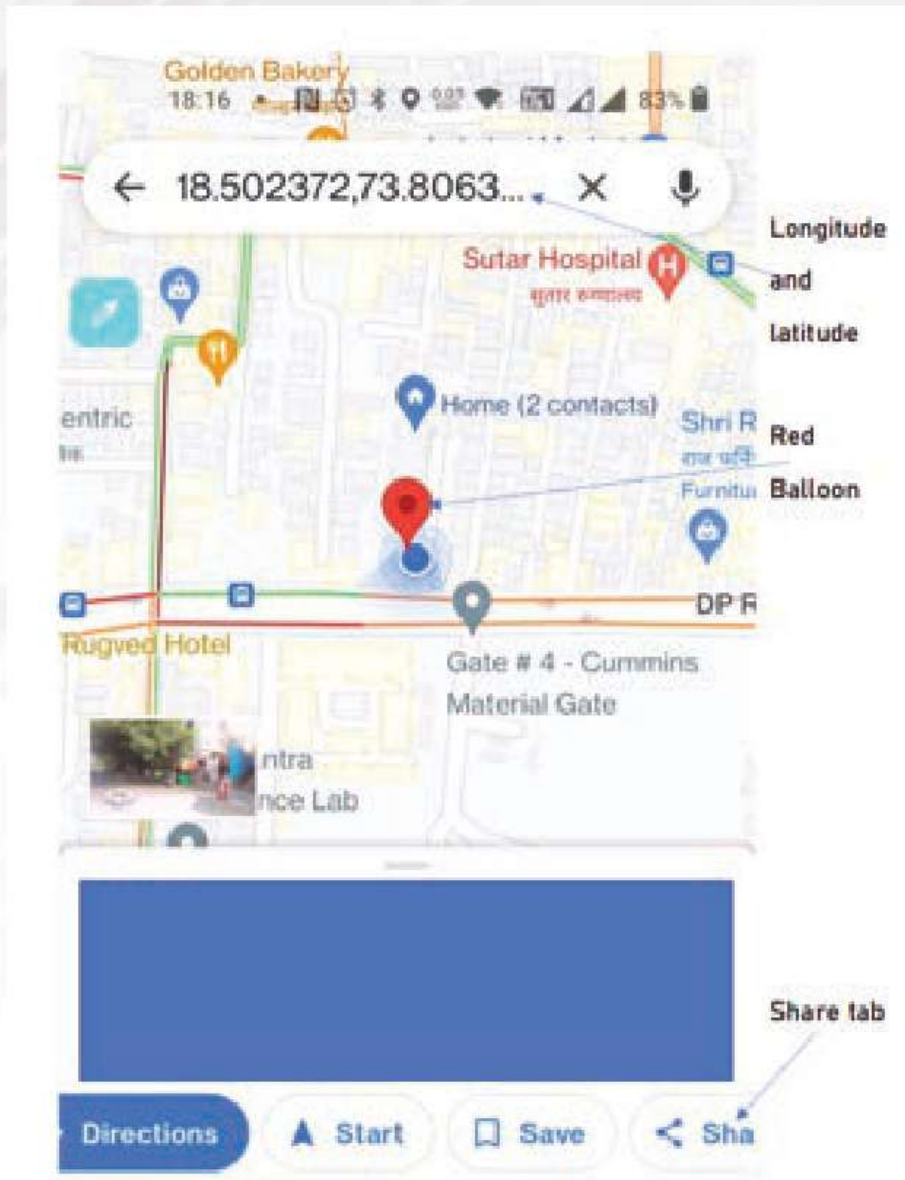 Golden Bakery
18:16
83%
18.502372,73.8063...
Longitude
and
latitude
Sutar Hospital
सुतार रुग्णालय
H
Home (2 contacts)
entric
Shri R
Red
Balloon
Furnitur
DP R
Rugved Hotel
Gate # 4 - Cummins
Material Gate
ntra
nce Lab
Share tab
Directions
Start
Save
Sha